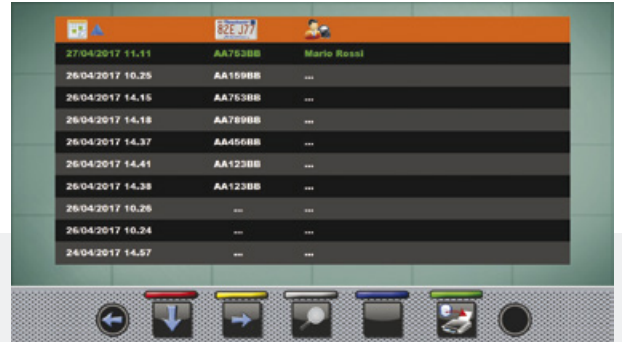 82E J77
27/04/2017 11.11 AA753BB Mario Rossi
26/04/2017 10.25 AA159BB ...
26/04/2017 14.15 AA753BB ...
26/04/2017 14.18 AA789BB ...
26/04/2017 14.37 AA456BB ...
26/04/2017 14.41 AA123BB ...
26/04/2017 14.38 AA123BB ...
26/04/2017 10.26 ... ...
26/04/2017 10.24 ... ...
24/04/2017 14.57 ... ...